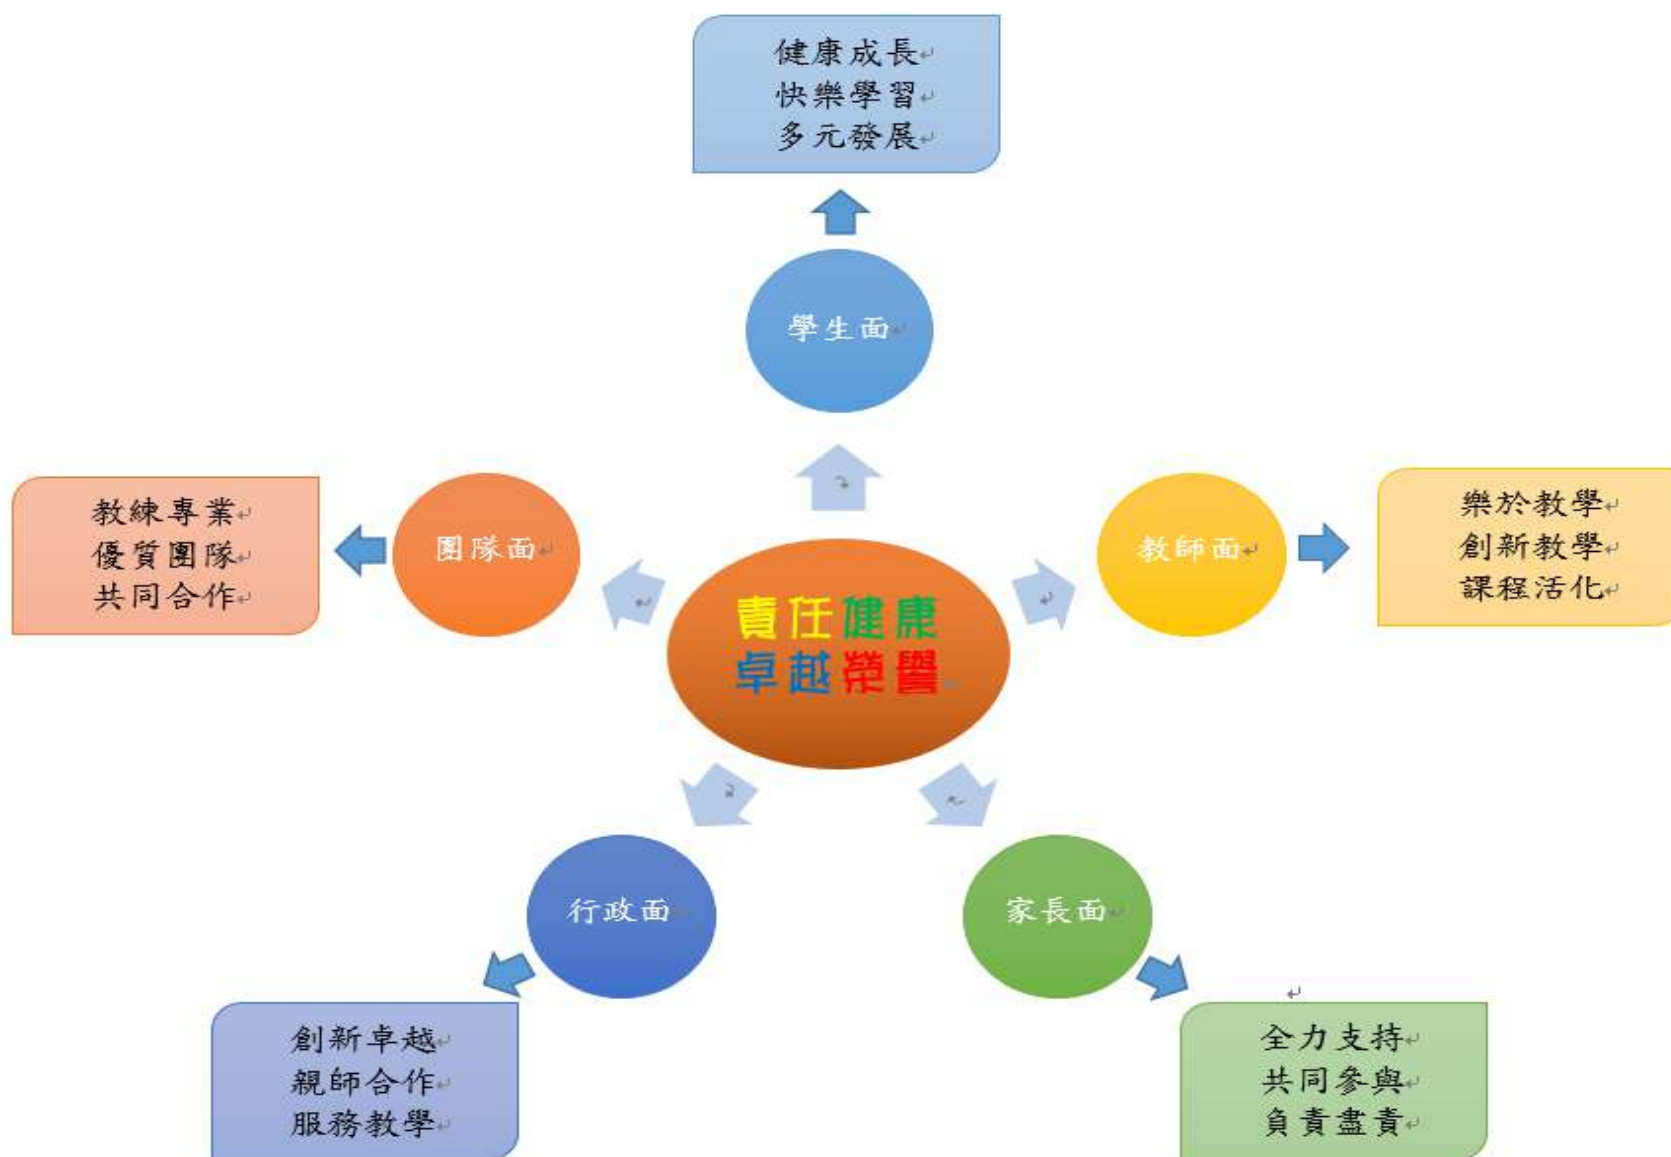 健康成長
快樂學習
多元發展
學生面
教練專業
優質團隊
共同合作
團隊面
教師面
樂於教學
創新教學
課程活化
責任健康
卓越榮譽
行政面
家長面
創新卓越
親師合作
服務教學
全力支持
共同參與
負責盡責